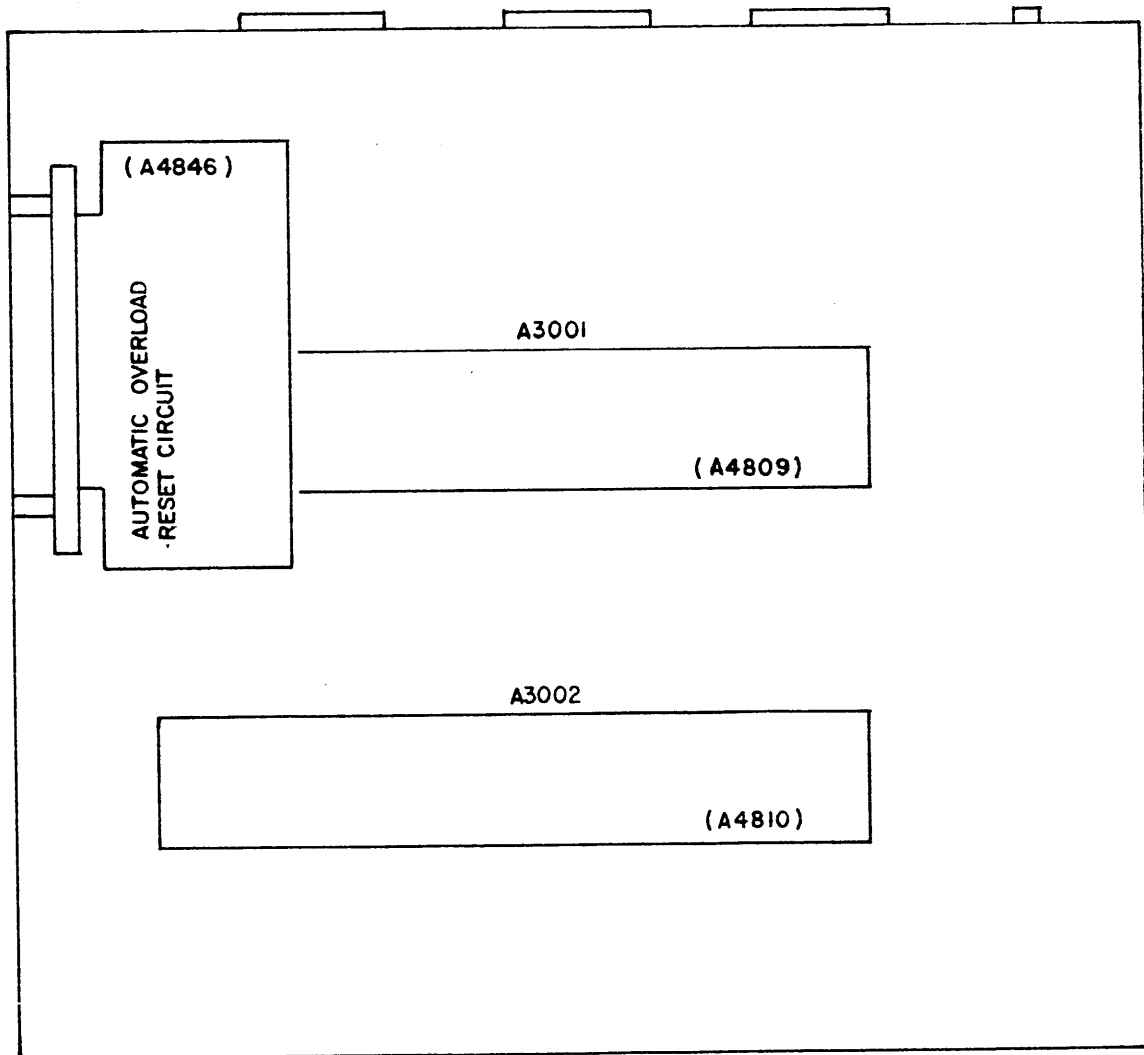 (A4846)
AUTOMATIC OVERLOAD
-RESET CIRCUIT
A3001
(A4809)
A3002
(A4810)